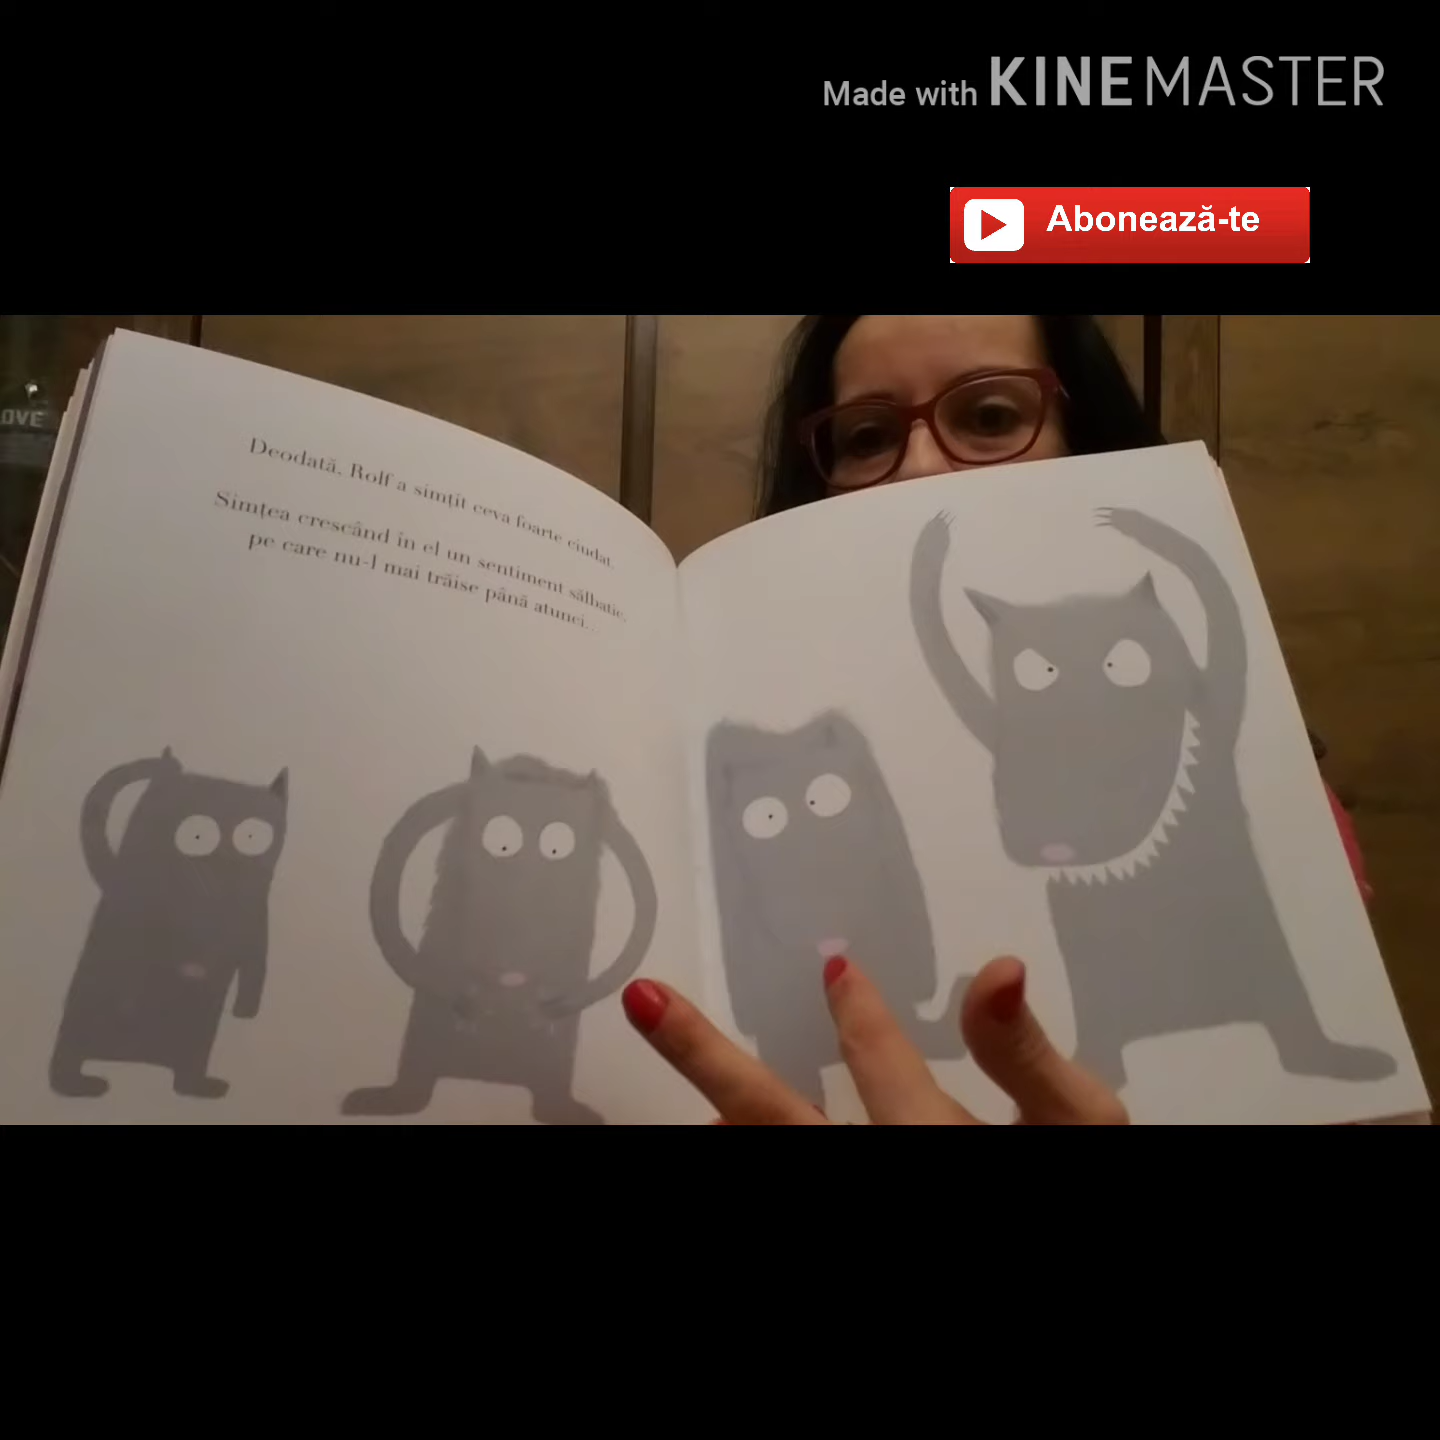 Made with KINEMASTER
Abonează-te
OVE
Deodată, Rolf a simțit ceva foarte ciudat.
Simțea crescând în el un sentiment sălbatic,
pe care nu-l mai trăise până atunci...